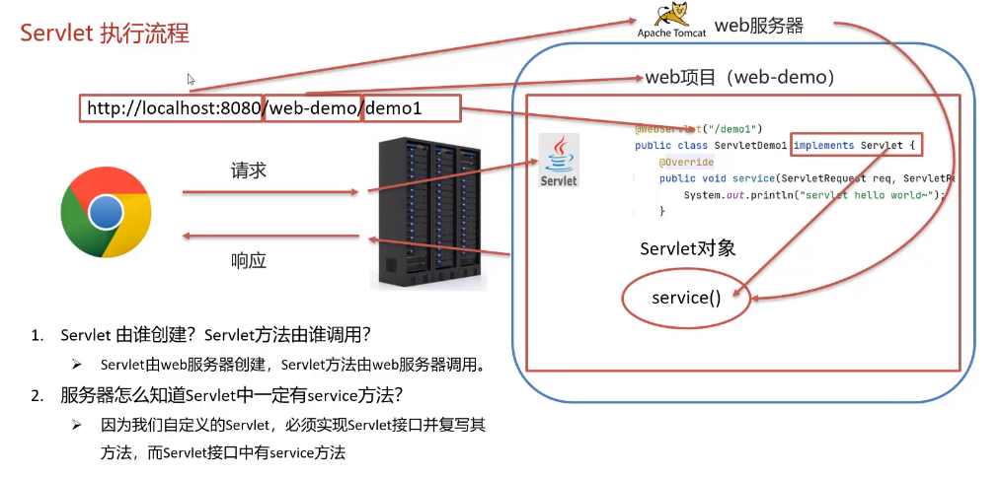 Servlet 执行流程
APACHE TOMCAT
web服务器
web项目（web-demo）
http://localhost:8080/web-demo/demo1
@WebServlet("/demo1")
public class ServletDemo1 implements Servlet {
@Override
public void service(ServletRequest req, ServletRe
System.out.println("servlet hello world~");
}
Servlet
请求
响应
Servlet对象
service()
1. Servlet 由谁创建？Servlet方法由谁调用？
➢ Servlet由web服务器创建，Servlet方法由web服务器调用。
2. 服务器怎么知道Servlet中一定有service方法？
➢ 因为我们自定义的Servlet，必须实现Servlet接口并复写其
方法，而Servlet接口中有service方法